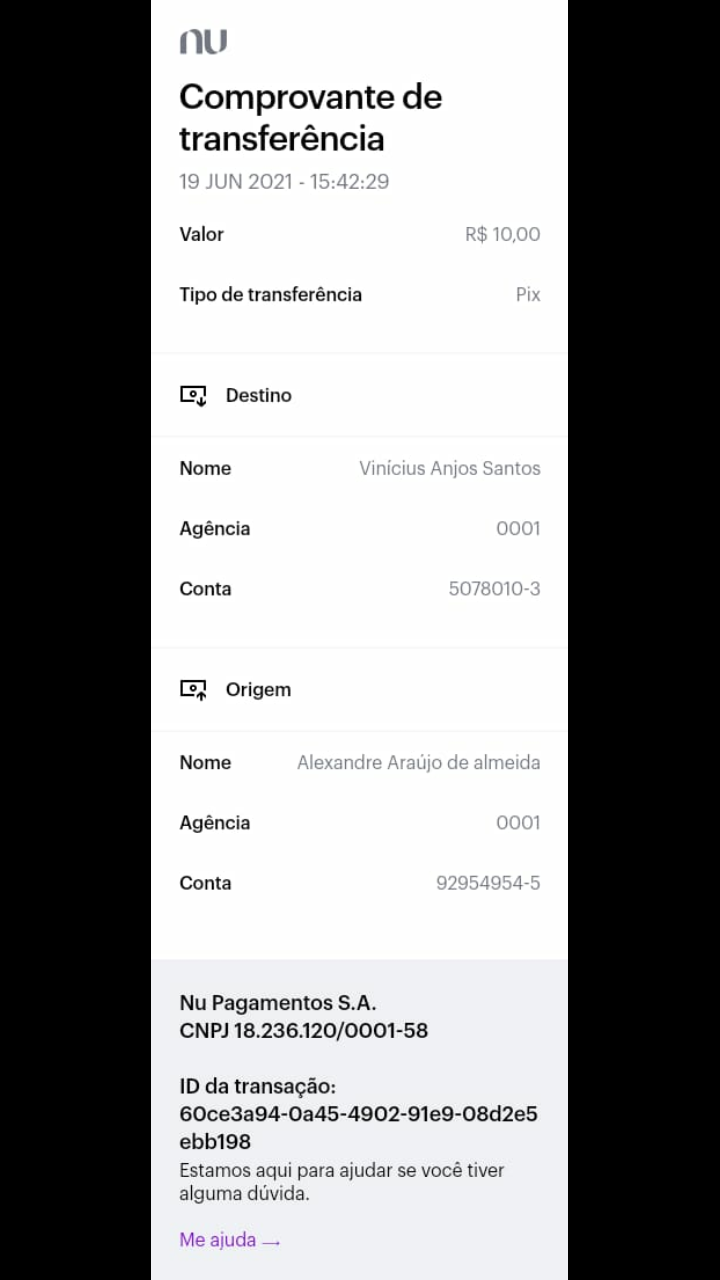 nu
Comprovante de
transferência
19 JUN 2021 - 15:42:29
Valor R$ 10,00
Tipo de transferência Pix
Destino
Nome Vinícius Anjos Santos
Agência 0001
Conta 5078010-3
Origem
Nome Alexandre Araújo de almeida
Agência 0001
Conta 92954954-5
Nu Pagamentos S.A.
CNPJ 18.236.120/0001-58
ID da transação:
60ce3a94-0a45-4902-91e9-08d2e5
ebb198
Estamos aqui para ajudar se você tiver
alguma dúvida.
Me ajuda →